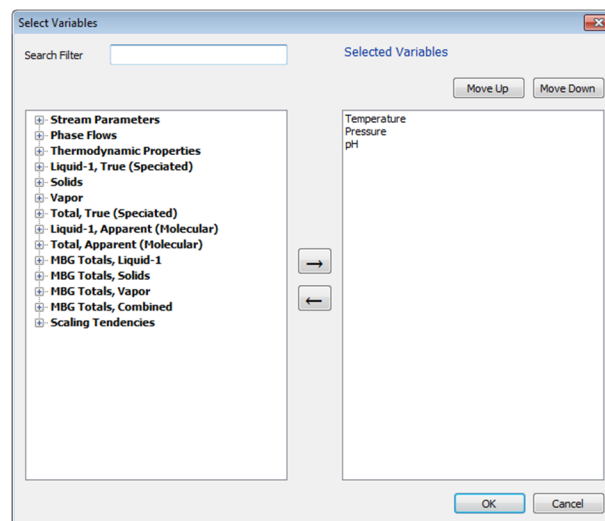 Select Variables
Search Filter
Selected Variables
Move Up
Move Down
Stream Parameters
Phase Flows
Thermodynamic Properties
Liquid-1, True (Speciated)
Solids
Vapor
Total, True (Speciated)
Liquid-1, Apparent (Molecular)
Total, Apparent (Molecular)
MBG Totals, Liquid-1
MBG Totals, Solids
MBG Totals, Vapor
MBG Totals, Combined
Scaling Tendencies
Temperature
Pressure
pH
OK
Cancel